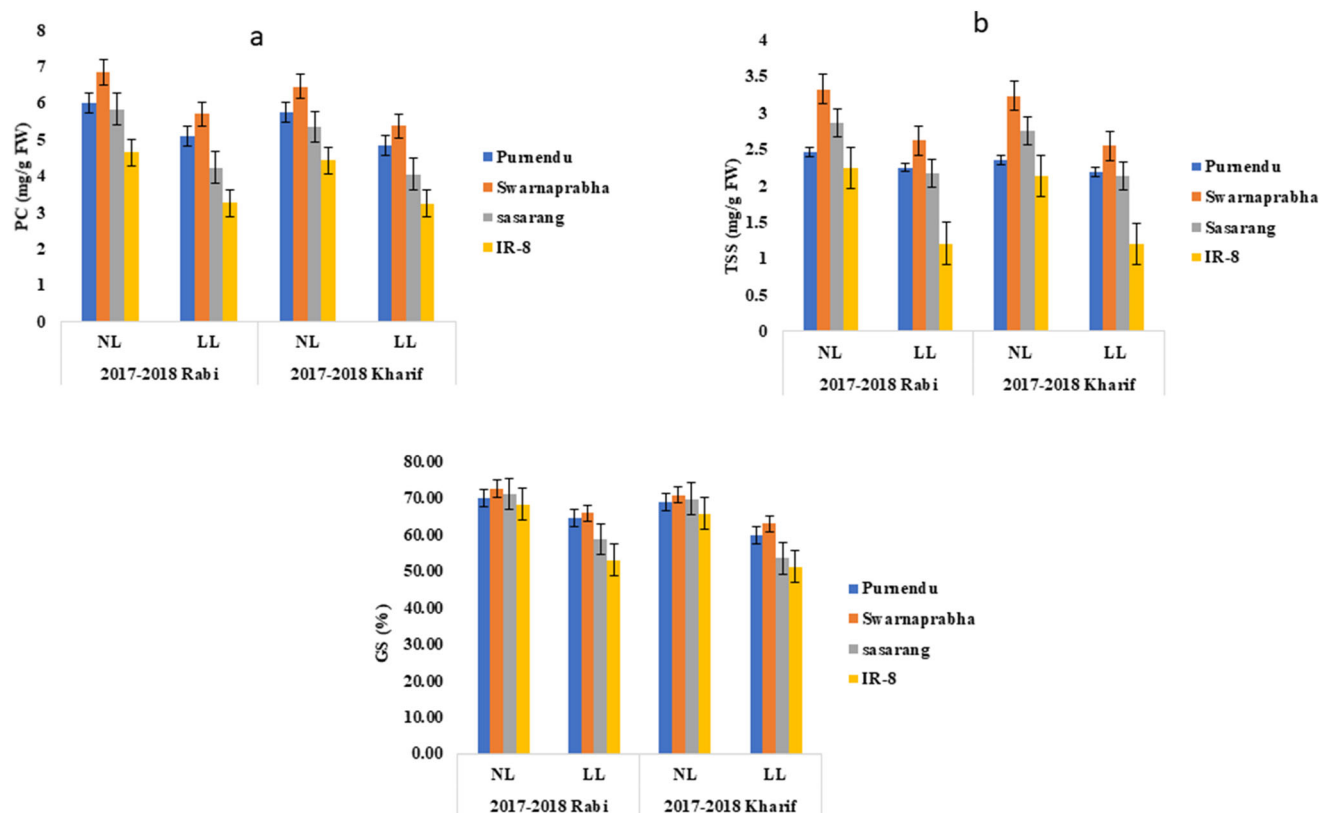 a
8
7
6
5
4
3
2
1
0
PC (mg/g FW)
NL LL NL LL
2017-2018 Rabi 2017-2018 Kharif
Purnendu
Swarnaprabha
sasarang
IR-8
b
4
3.5
3
2.5
2
1.5
1
0.5
0
TSS (mg/g FW)
NL LL NL LL
2017-2018 Rabi 2017-2018 Kharif
Purnendu
Swarnaprabha
Sasarang
IR-8
80.00
70.00
60.00
50.00
40.00
30.00
20.00
10.00
0.00
GS (%)
NL LL NL LL
2017-2018 Rabi 2017-2018 Kharif
Purnendu
Swarnaprabha
sasarang
IR-8